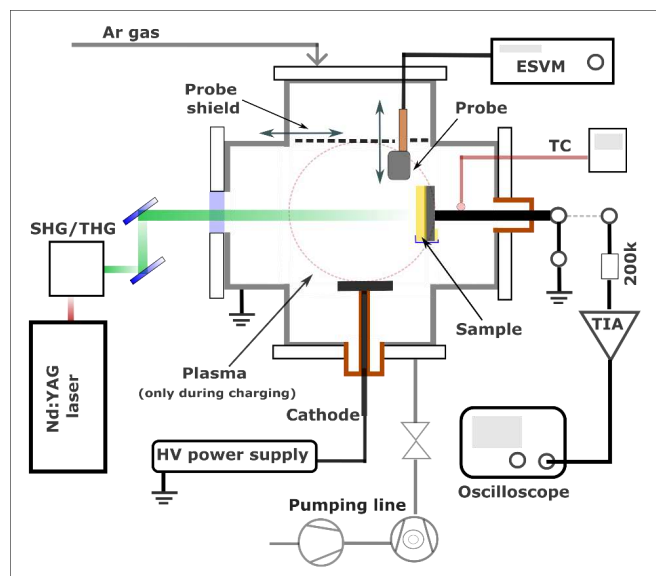 Ar gas
ESVM
Probe
shield
Probe
TC
SHG/THG
200k
Sample
TIA
Plasma
(only during charging)
Nd:YAG
laser
Cathode
HV power supply
Oscilloscope
Pumping line